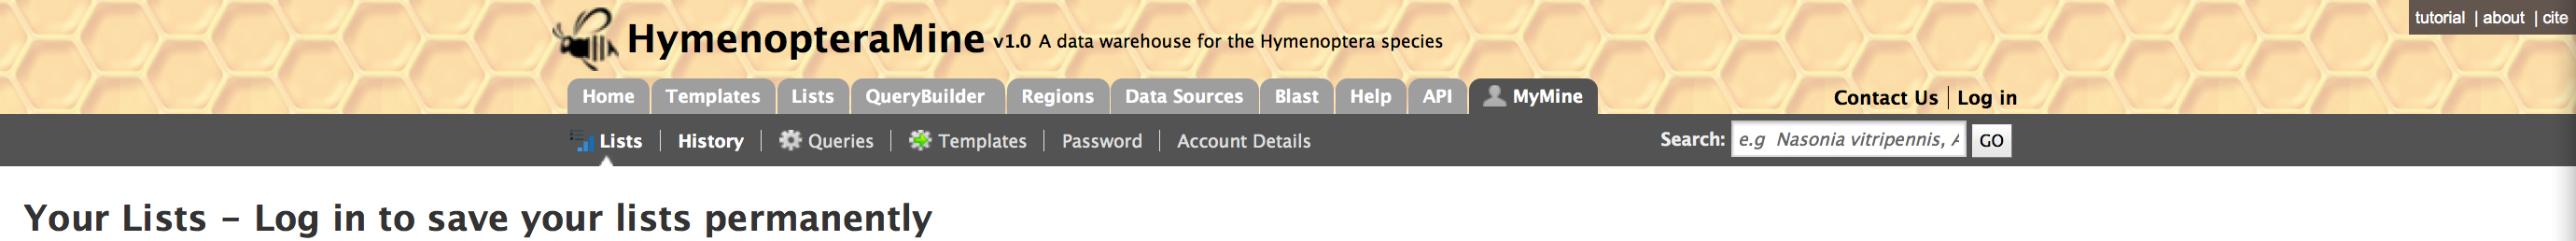 tutorial | about | cite
HymenopteraMine v1.0 A data warehouse for the Hymenoptera species
Home Templates Lists QueryBuilder Regions Data Sources Blast Help API MyMine
Contact Us | Log in
Lists | History | Queries | Templates | Password | Account Details
Search: e.g Nasonia vitripennis, A GO
Your Lists - Log in to save your lists permanently